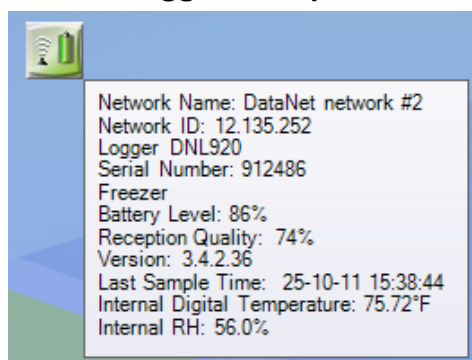 Network Name: DataNet network #2
Network ID: 12.135.252
Logger DNL920
Serial Number: 912486
Freezer
Battery Level: 86%
Reception Quality: 74%
Version: 3.4.2.36
Last Sample Time: 25-10-11 15:38:44
Internal Digital Temperature: 75.72°F
Internal RH: 56.0%